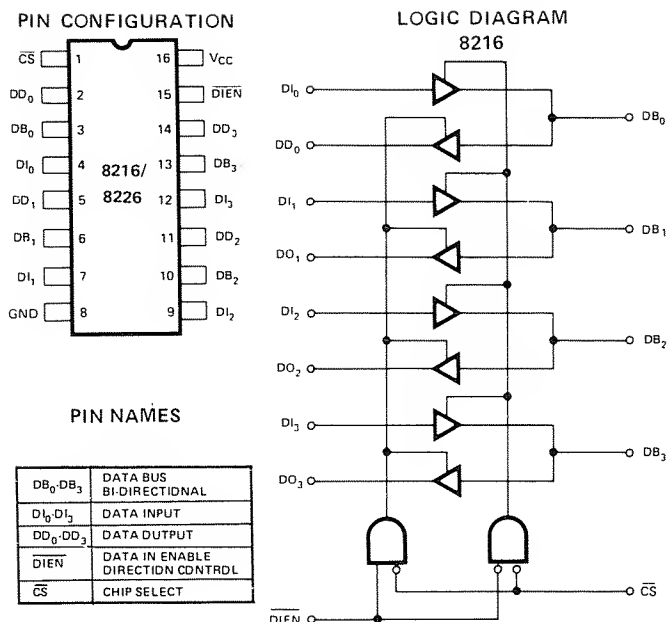 PIN CONFIGURATION
CS 1 16 VCC
DD0 2 15 DIEN
DB0 3 14 DD3
DI0 4 13 DB3
8216/
8226
DD1 5 12 DI3
DB1 6 11 DD2
DI1 7 10 DB2
GND 8 9 DI2
PIN NAMES
DB0-DB3 DATA BUS
BI-DIRECTIDNAL
DI0-DI3 DATA INPUT
DD0-DD3 DATA DUTPUT
DIEN DATA IN ENABLE
DIRECTION CONTRDL
CS CHIP SELECT
LOGIC DIAGRAM
8216
DI0
DB0
DD0
DI1
DB1
DO1
DI2
DB2
DO2
DI3
DB3
DO3
CS
DIEN